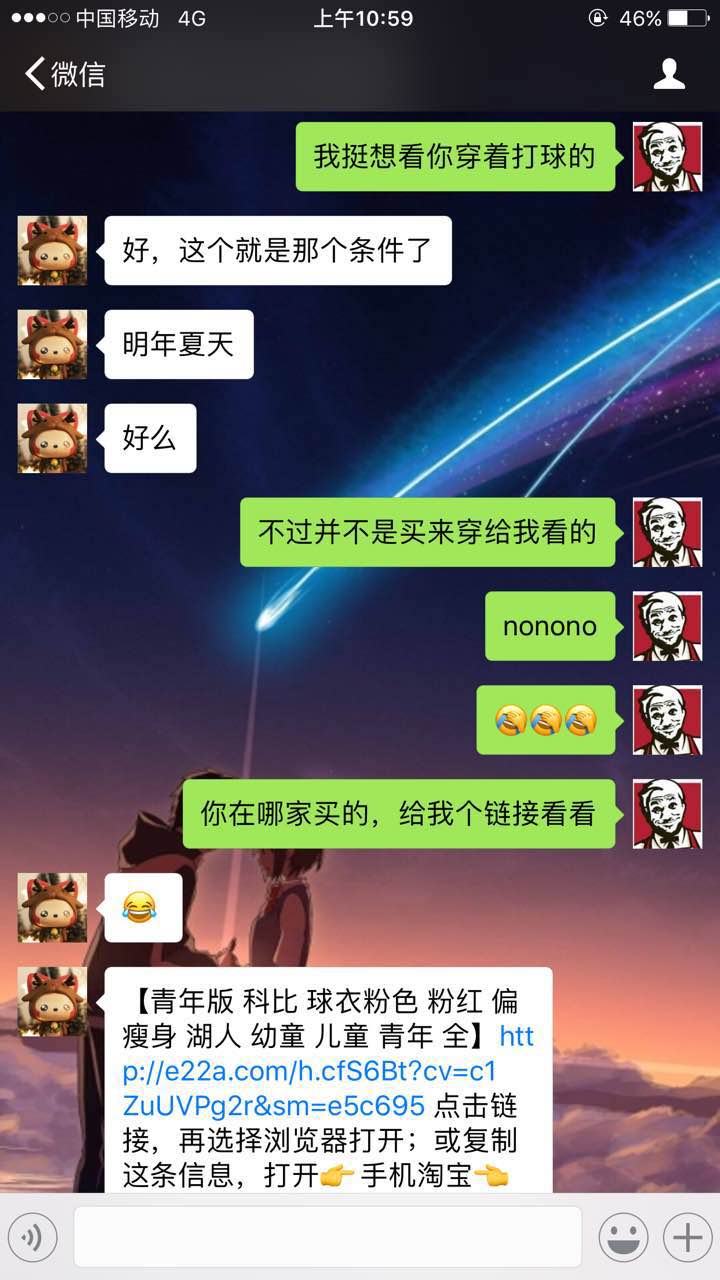 中国移动 4G 上午10:59 46%
微信
我挺想看你穿着打球的
好，这个就是那个条件了
明年夏天
好么
不过并不是买来穿给我看的
nonono
🤣🤣🤣
你在哪家买的，给我个链接看看
😂
【青年版 科比 球衣粉色 粉红 偏
瘦身 湖人 幼童 儿童 青年 全】htt
p://e22a.com/h.cfS6Bt?cv=c1
ZuUVPg2r&sm=e5c695 点击链
接，再选择浏览器打开；或复制
这条信息，打开👉手机淘宝👈